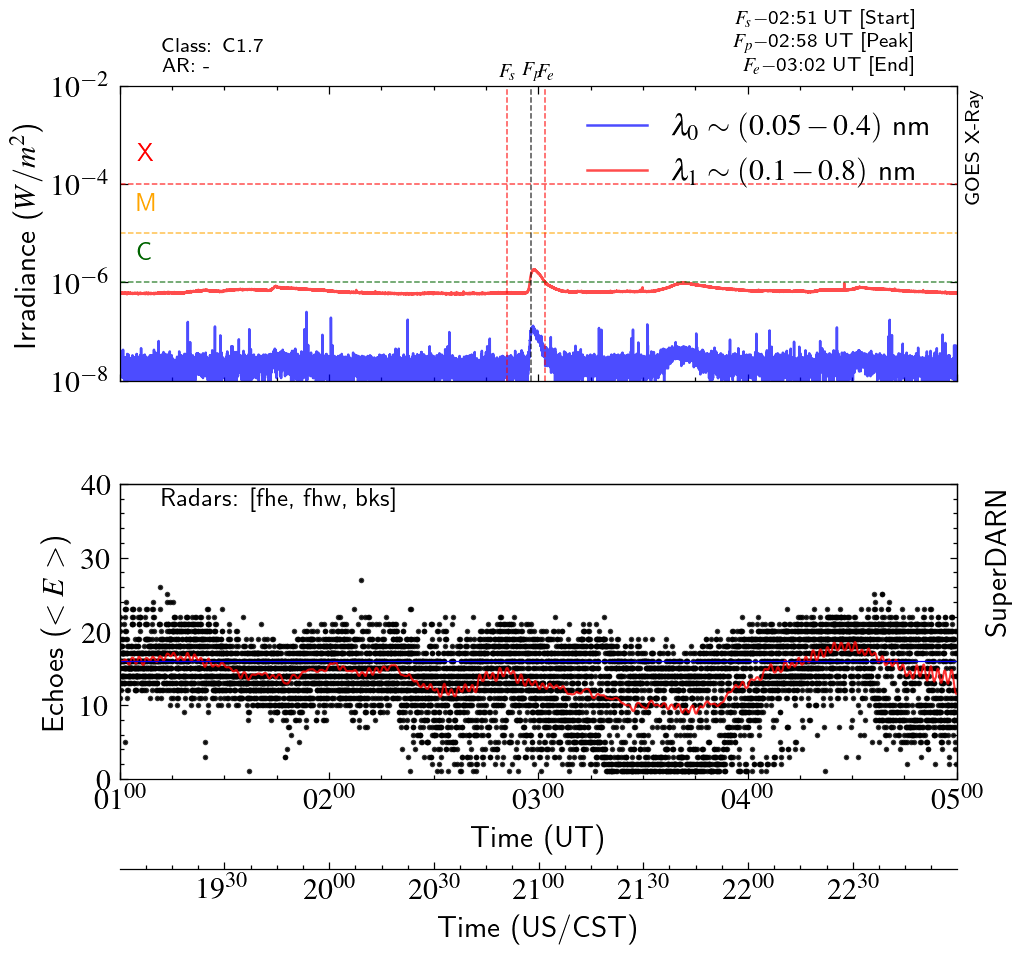 F_s−02:51 UT [Start]
Class: C1.7
F_p−02:58 UT [Peak]
AR: -
F_e−03:02 UT [End]
F_s F_p F_e
10^−2
λ_0 ∼ (0.05 − 0.4) nm
X
λ_1 ∼ (0.1 − 0.8) nm
10^−4
M
C
10^−6
10^−8
Irradiance (W/m^2)
GOES X-Ray
40
Radars: [fhe, fhw, bks]
30
20
10
0
Echoes (< E >)
SuperDARN
01^00 02^00 03^00 04^00 05^00
Time (UT)
19^30 20^00 20^30 21^00 21^30 22^00 22^30
Time (US/CST)